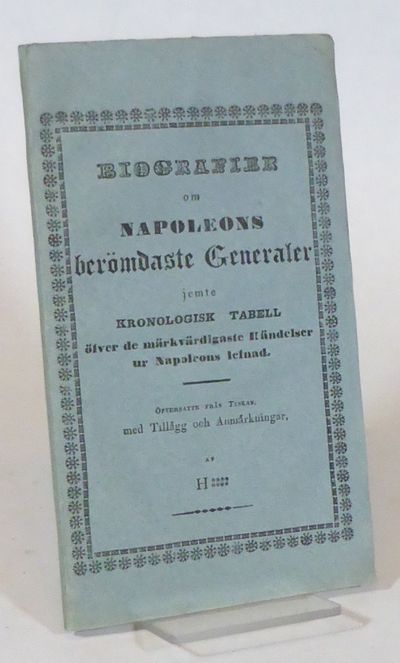 BIOGRAFIER
om
NAPOLEONS
berömdaste Generaler
jemte
KRONOLOGISK TABELL
öfver de märkvärdigaste Händelser
ur Napoleons lefnad.
ÖFVERSATTE FRÅN TYSKAN,
med Tillägg och Anmärkningar,
AF
H